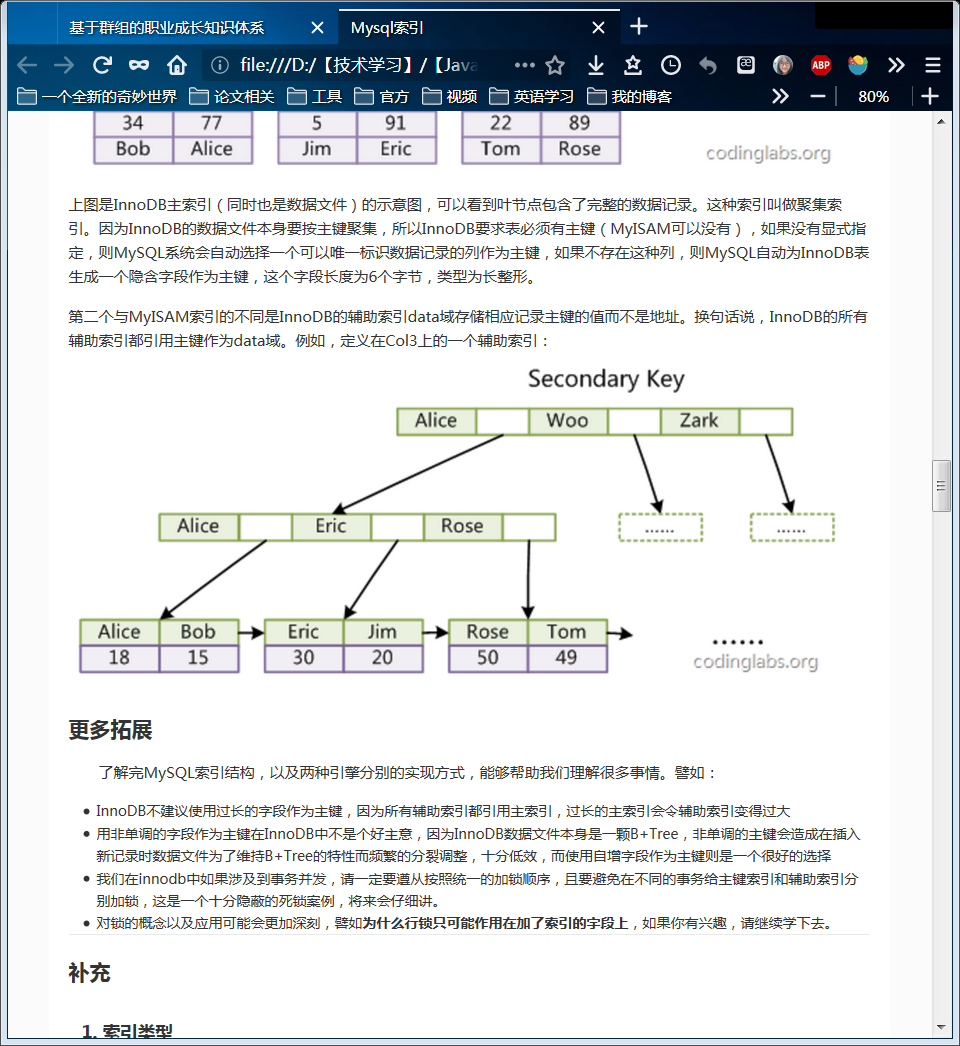 基于群组的职业成长知识体系
Mysql索引
file:///D:/【技术学习】/【Java
ABP
一个全新的奇妙世界 论文相关 工具 官方 视频 英语学习 我的博客 80%
34 77 5 91 22 89
Bob Alice Jim Eric Tom Rose
codinglabs.org
上图是InnoDB主索引（同时也是数据文件）的示意图，可以看到叶节点包含了完整的数据记录。这种索引叫做聚集索
引。因为InnoDB的数据文件本身要按主键聚集，所以InnoDB要求表必须有主键（MyISAM可以没有），如果没有显式指
定，则MySQL系统会自动选择一个可以唯一标识数据记录的列作为主键，如果不存在这种列，则MySQL自动为InnoDB表
生成一个隐含字段作为主键，这个字段长度为6个字节，类型为长整形。
第二个与MyISAM索引的不同是InnoDB的辅助索引data域存储相应记录主键的值而不是地址。换句话说，InnoDB的所有
辅助索引都引用主键作为data域。例如，定义在Col3上的一个辅助索引：
Secondary Key
Alice Woo Zark
Alice Eric Rose ...... ......
Alice Bob Eric Jim Rose Tom
18 15 30 20 50 49
......
codinglabs.org
更多拓展
了解完MySQL索引结构，以及两种引擎分别的实现方式，能够帮助我们理解很多事情。譬如：
InnoDB不建议使用过长的字段作为主键，因为所有辅助索引都引用主索引，过长的主索引会令辅助索引变得过大
用非单调的字段作为主键在InnoDB中不是个好主意，因为InnoDB数据文件本身是一颗B+Tree，非单调的主键会造成在插入
新记录时数据文件为了维持B+Tree的特性而频繁的分裂调整，十分低效，而使用自增字段作为主键则是一个很好的选择
我们在innodb中如果涉及到事务并发，请一定要遵从按照统一的加锁顺序，且要避免在不同的事务给主键索引和辅助索引分
别加锁，这是一个十分隐蔽的死锁案例，将来会仔细讲。
对锁的概念以及应用可能会更加深刻，譬如为什么行锁只可能作用在加了索引的字段上，如果你有兴趣，请继续学下去。
补充
1. 索引类型